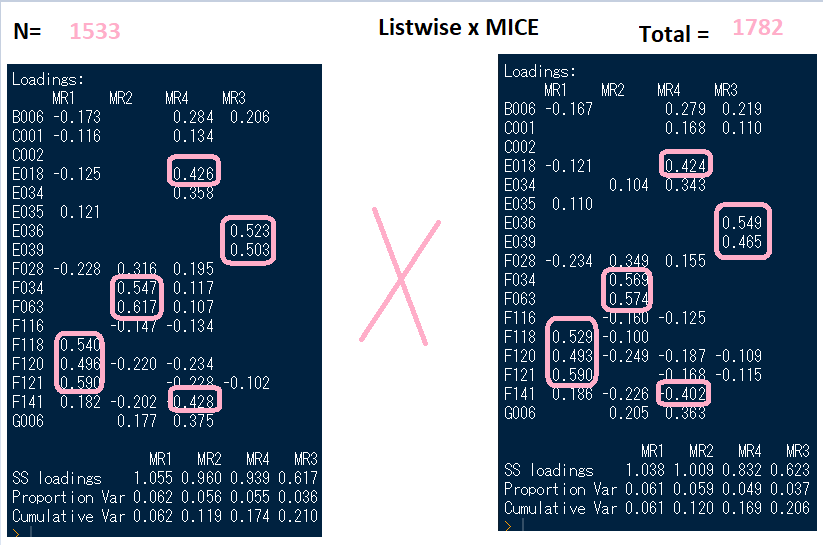 N= 1533
Listwise x MICE
Total = 1782
Loadings:
MR1 MR2 MR4 MR3
B006 -0.173 0.284 0.206
C001 -0.116 0.134
C002
E018 -0.125 0.426
E034 0.358
E035 0.121
E036 0.523
E039 0.503
F028 -0.228 0.316 0.195
F034 0.547 0.117
F063 0.617 0.107
F116 -0.147 -0.134
F118 0.540
F120 0.496 -0.220 -0.234
F121 0.590 -0.228 -0.102
F141 0.182 -0.202 -0.428
G006 0.177 0.375
MR1 MR2 MR4 MR3
SS loadings 1.055 0.960 0.939 0.617
Proportion Var 0.062 0.056 0.055 0.036
Cumulative Var 0.062 0.119 0.174 0.210
>
Loadings:
MR1 MR2 MR4 MR3
B006 -0.167 0.279 0.219
C001 0.168 0.110
C002
E018 -0.121 0.424
E034 0.104 0.343
E035 0.110
E036 0.549
E039 0.465
F028 -0.234 0.349 0.155
F034 0.569
F063 0.574
F116 -0.160 -0.125
F118 0.529 -0.100
F120 0.493 -0.249 -0.187 -0.109
F121 0.590 -0.168 -0.115
F141 0.186 -0.226 -0.402
G006 0.205 0.363
MR1 MR2 MR4 MR3
SS loadings 1.038 1.009 0.832 0.623
Proportion Var 0.061 0.059 0.049 0.037
Cumulative Var 0.061 0.120 0.169 0.206
>